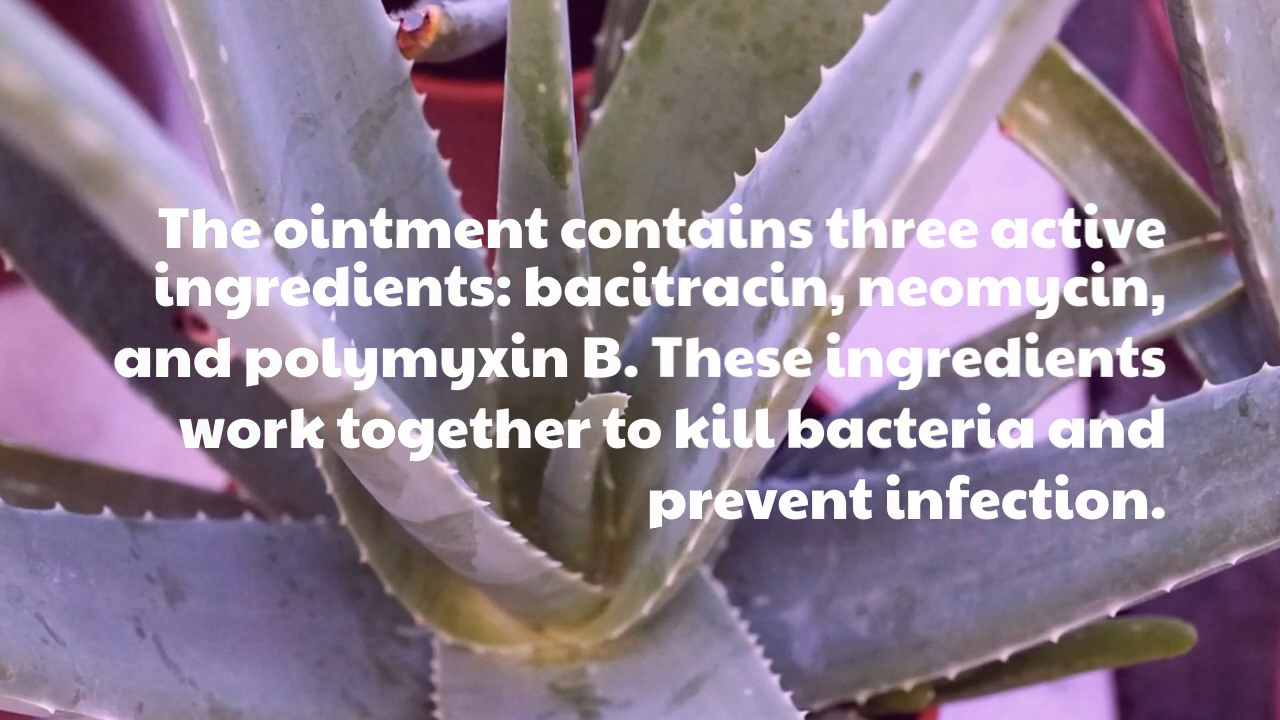 The ointment contains three active
ingredients: bacitracin, neomycin,
and polymyxin B. These ingredients
work together to kill bacteria and
prevent infection.